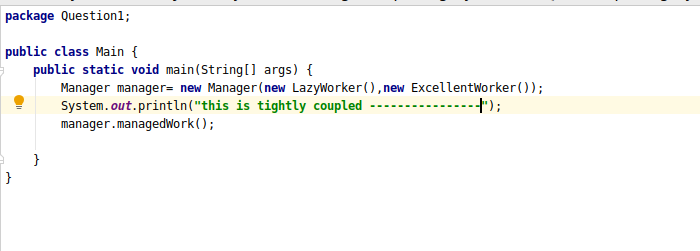 package Question1;
public class Main {
public static void main(String[] args) {
Manager manager= new Manager(new LazyWorker(),new ExcellentWorker());
System.out.println("this is tightly coupled ----------------");
manager.managedWork();
}
}